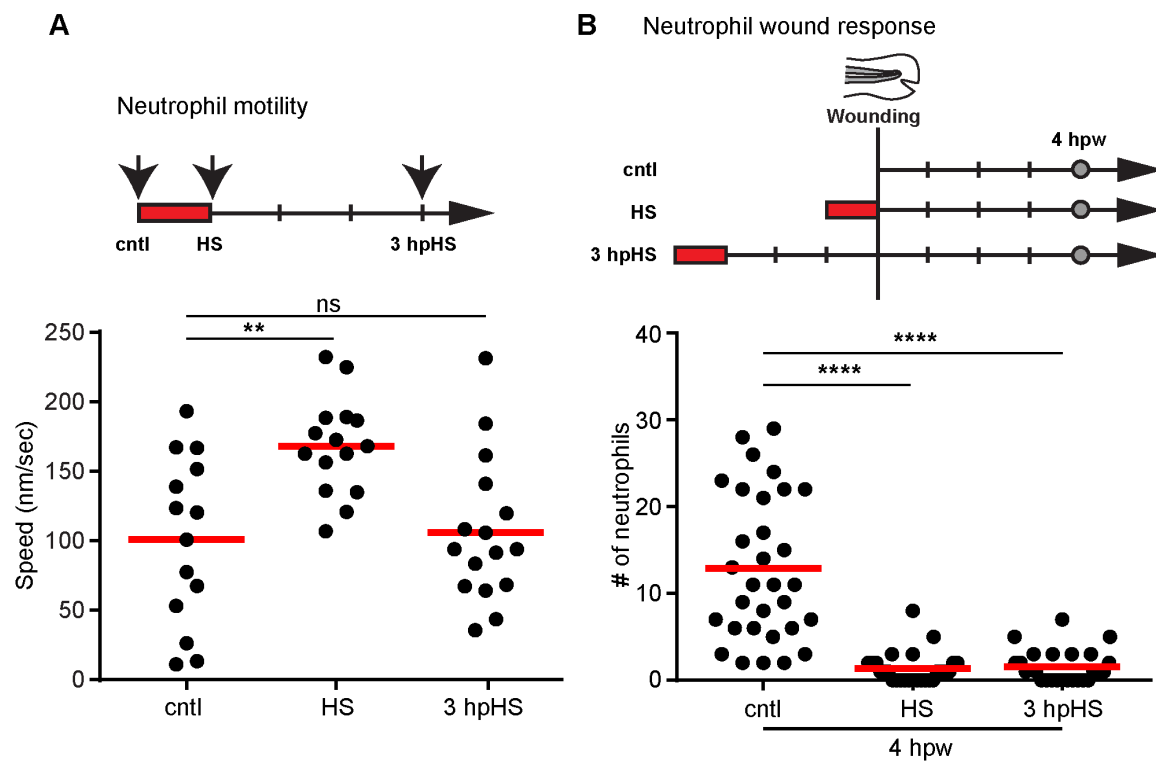 A
Neutrophil motility
cntl
HS
3 hpHS
ns
**
250
200
150
100
50
0
Speed (nm/sec)
cntl
HS
3 hpHS
B
Neutrophil wound response
Wounding
4 hpw
cntl
HS
3 hpHS
****
****
40
30
20
10
0
# of neutrophils
cntl
HS
3 hpHS
4 hpw